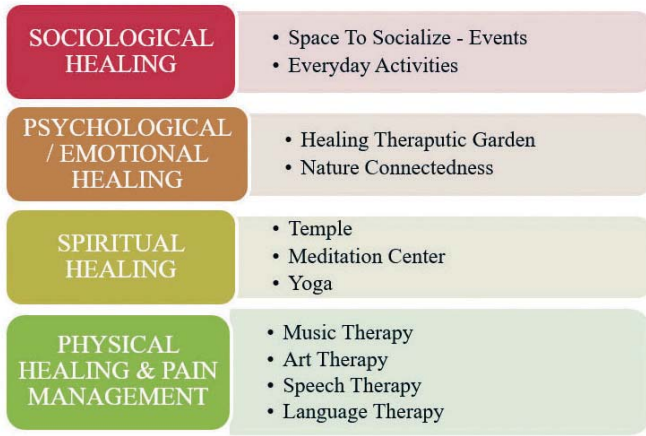 SOCIOLOGICAL
HEALING
• Space To Socialize - Events
• Everyday Activities
PSYCHOLOGICAL
/ EMOTIONAL
HEALING
• Healing Theraputic Garden
• Nature Connectedness
SPIRITUAL
HEALING
• Temple
• Meditation Center
• Yoga
PHYSICAL
HEALING & PAIN
MANAGEMENT
• Music Therapy
• Art Therapy
• Speech Therapy
• Language Therapy